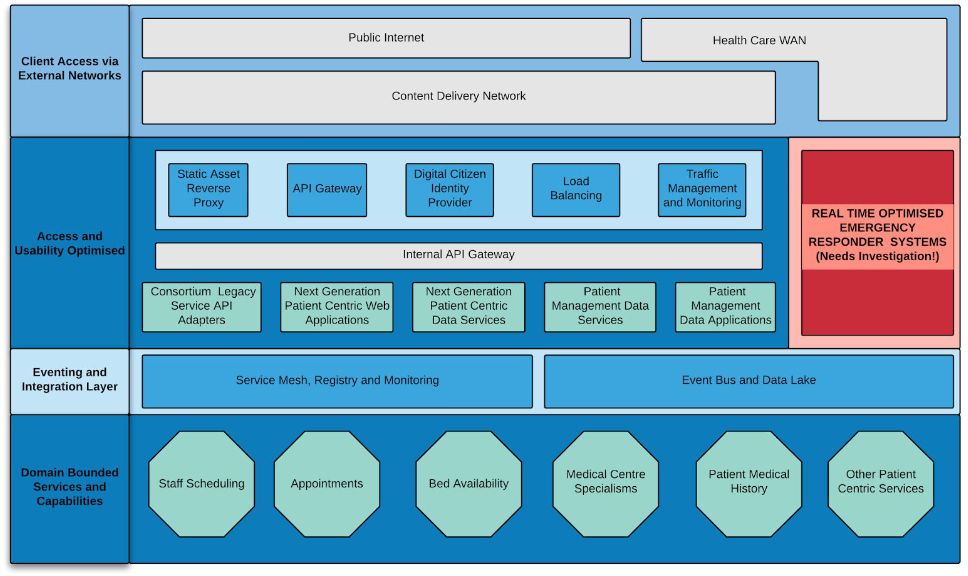 Client Access via
External Networks
Public Internet
Health Care WAN
Content Delivery Network
Access and
Usability Optimised
Static Asset
Reverse
Proxy
API Gateway
Digital Citizen
Identity
Provider
Load
Balancing
Traffic
Management
and Monitoring
Internal API Gateway
Consortium Legacy
Service API
Adapters
Next Generation
Patient Centric Web
Applications
Next Generation
Patient Centric
Data Services
Patient
Management Data
Services
Patient
Management
Data Applications
REAL TIME OPTIMISED
EMERGENCY
RESPONDER SYSTEMS
(Needs Investigation!)
Eventing and
Integration Layer
Service Mesh, Registry and Monitoring
Event Bus and Data Lake
Domain Bounded
Services and
Capabilities
Staff Scheduling
Appointments
Bed Availability
Medical Centre
Specialisms
Patient Medical
History
Other Patient
Centric Services